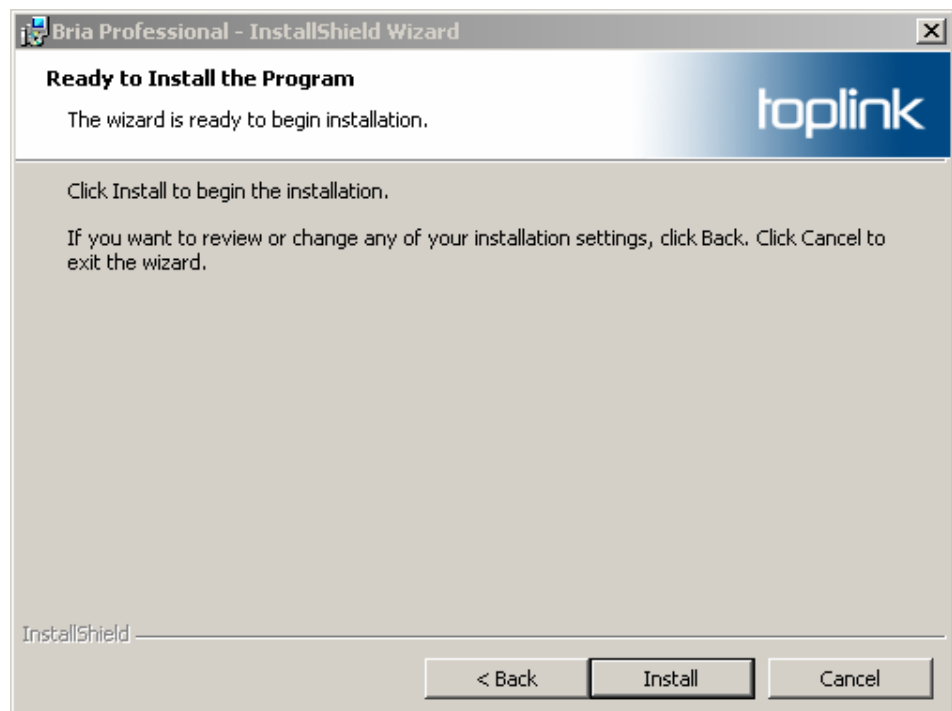 Bria Professional - InstallShield Wizard
Ready to Install the Program
The wizard is ready to begin installation.
toplink
Click Install to begin the installation.
If you want to review or change any of your installation settings, click Back. Click Cancel to
exit the wizard.
InstallShield
< Back
Install
Cancel